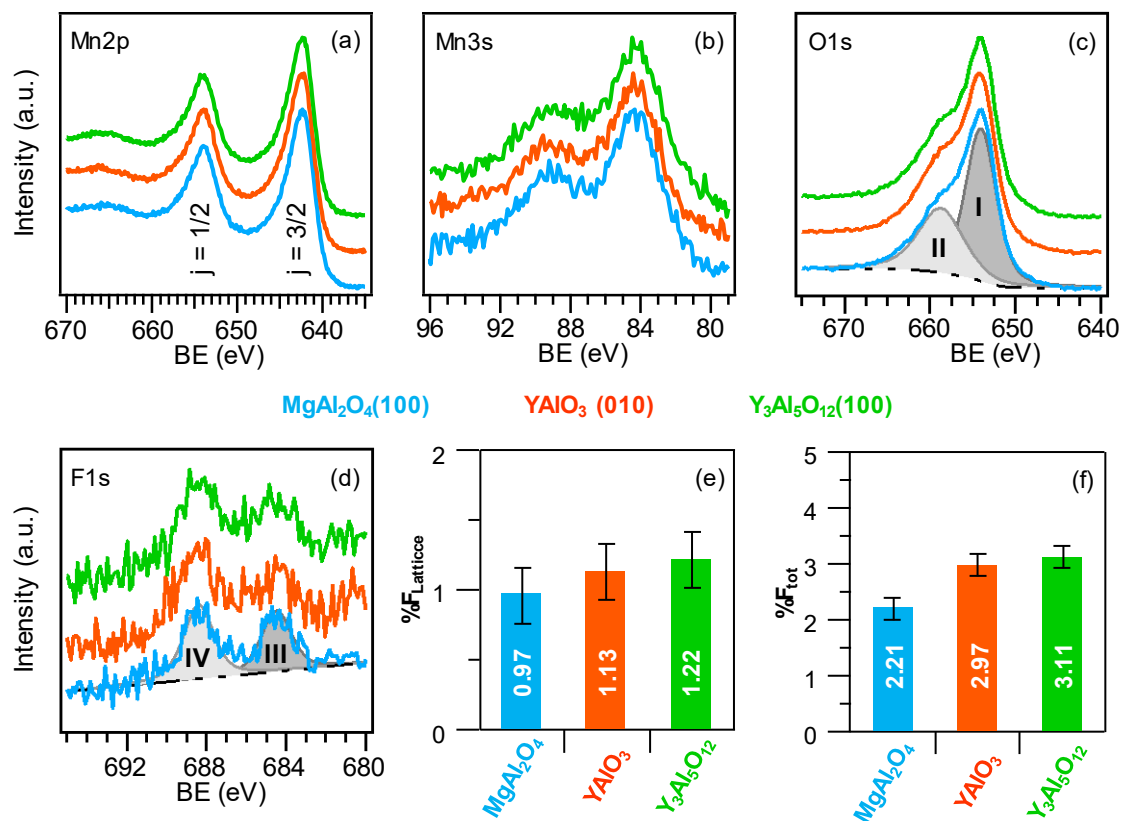 Mn2p (a)
j = 1/2
j = 3/2
670 660 650 640
BE (eV)
Intensity (a.u.)
Mn3s (b)
96 92 88 84 80
BE (eV)
O1s (c)
I
II
670 660 650 640
BE (eV)
MgAl₂O₄(100) YAlO₃ (010) Y₃Al₅O₁₂(100)
F1s (d)
IV III
692 688 684 680
BE (eV)
Intensity (a.u.)
(e)
%F_Latticce
2
1
0
0.97 1.13 1.22
MgAl₂O₄ YAlO₃ Y₃Al₅O₁₂
(f)
%F_tot
5
4
3
2
1
0
2.21 2.97 3.11
MgAl₂O₄ YAlO₃ Y₃Al₅O₁₂